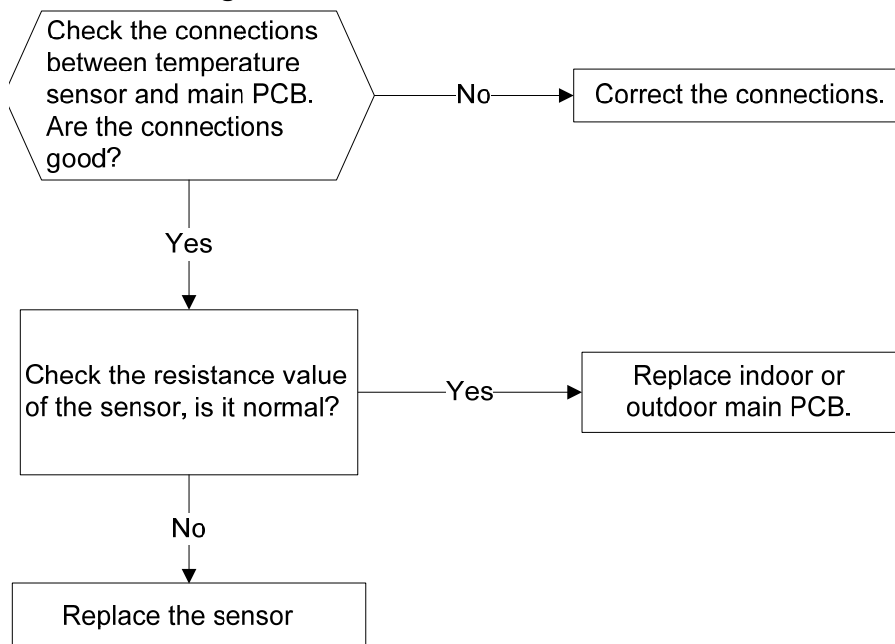 Check the connections
between temperature
sensor and main PCB.
Are the connections
good?
No
Correct the connections.
Yes
Check the resistance value
of the sensor, is it normal?
Yes
Replace indoor or
outdoor main PCB.
No
Replace the sensor